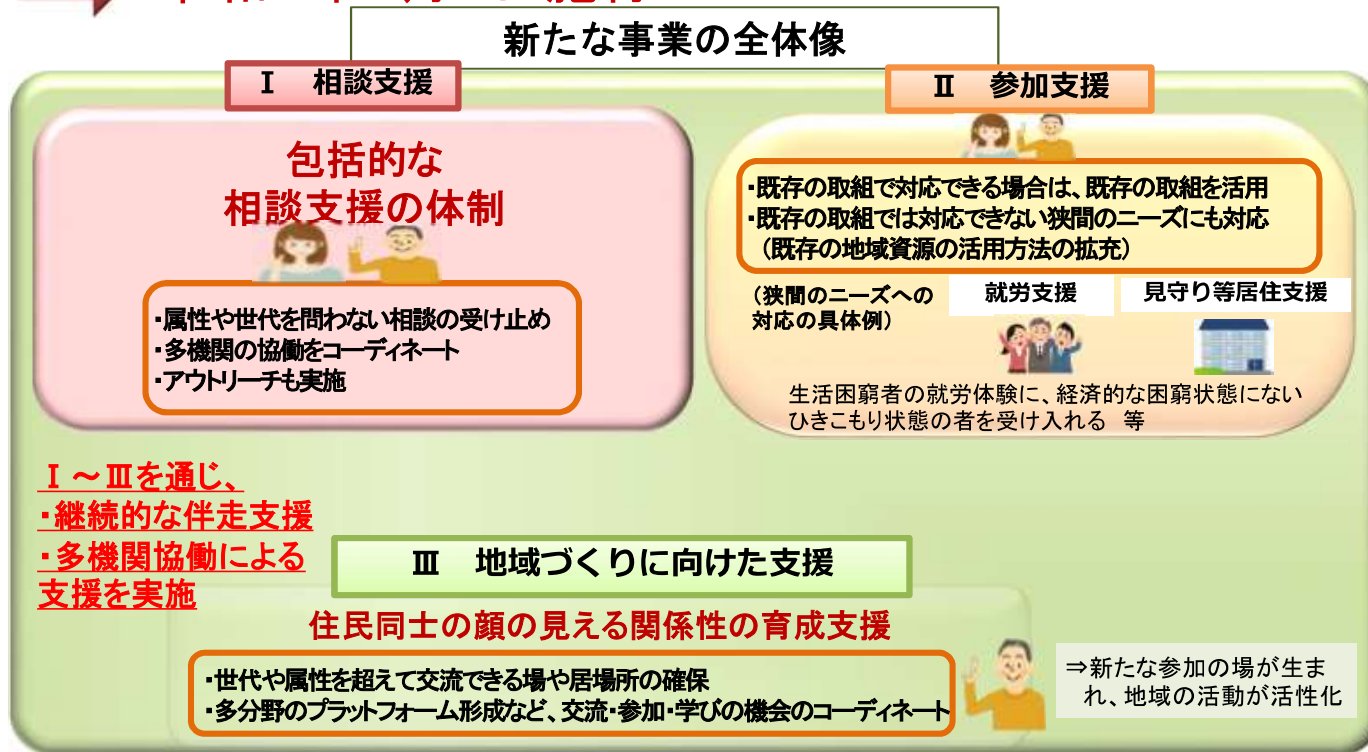 新たな事業の全体像
Ⅰ 相談支援
包括的な
相談支援の体制
・属性や世代を問わない相談の受け止め
・多機関の協働をコーディネート
・アウトリーチも実施
Ⅱ 参加支援
・既存の取組で対応できる場合は、既存の取組を活用
・既存の取組では対応できない狭間のニーズにも対応
（既存の地域資源の活用方法の拡充）
（狭間のニーズへの
対応の具体例）
就労支援
見守り等居住支援
生活困窮者の就労体験に、経済的な困窮状態にない
ひきこもり状態の者を受け入れる 等
Ⅰ～Ⅲを通じ、
・継続的な伴走支援
・多機関協働による
支援を実施
Ⅲ 地域づくりに向けた支援
住民同士の顔の見える関係性の育成支援
・世代や属性を超えて交流できる場や居場所の確保
・多分野のプラットフォーム形成など、交流・参加・学びの機会のコーディネート
⇒新たな参加の場が生ま
れ、地域の活動が活性化